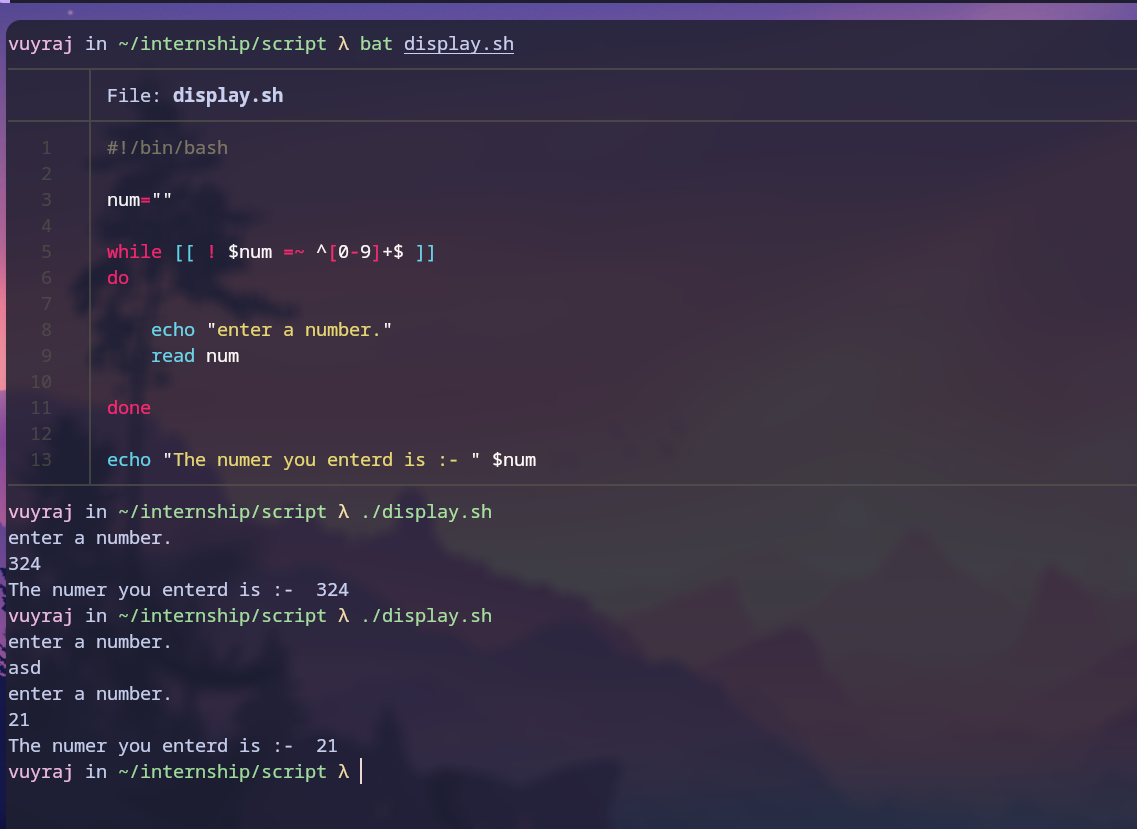 vuyraj in ~/internship/script λ bat display.sh
File: display.sh
1 #!/bin/bash
2
3 num=""
4
5 while [[ ! $num =~ ^[0-9]+$ ]]
6 do
7
8 echo "enter a number."
9 read num
10
11 done
12
13 echo "The numer you enterd is :- " $num
vuyraj in ~/internship/script λ ./display.sh
enter a number.
324
The numer you enterd is :-  324
vuyraj in ~/internship/script λ ./display.sh
enter a number.
asd
enter a number.
21
The numer you enterd is :-  21
vuyraj in ~/internship/script λ